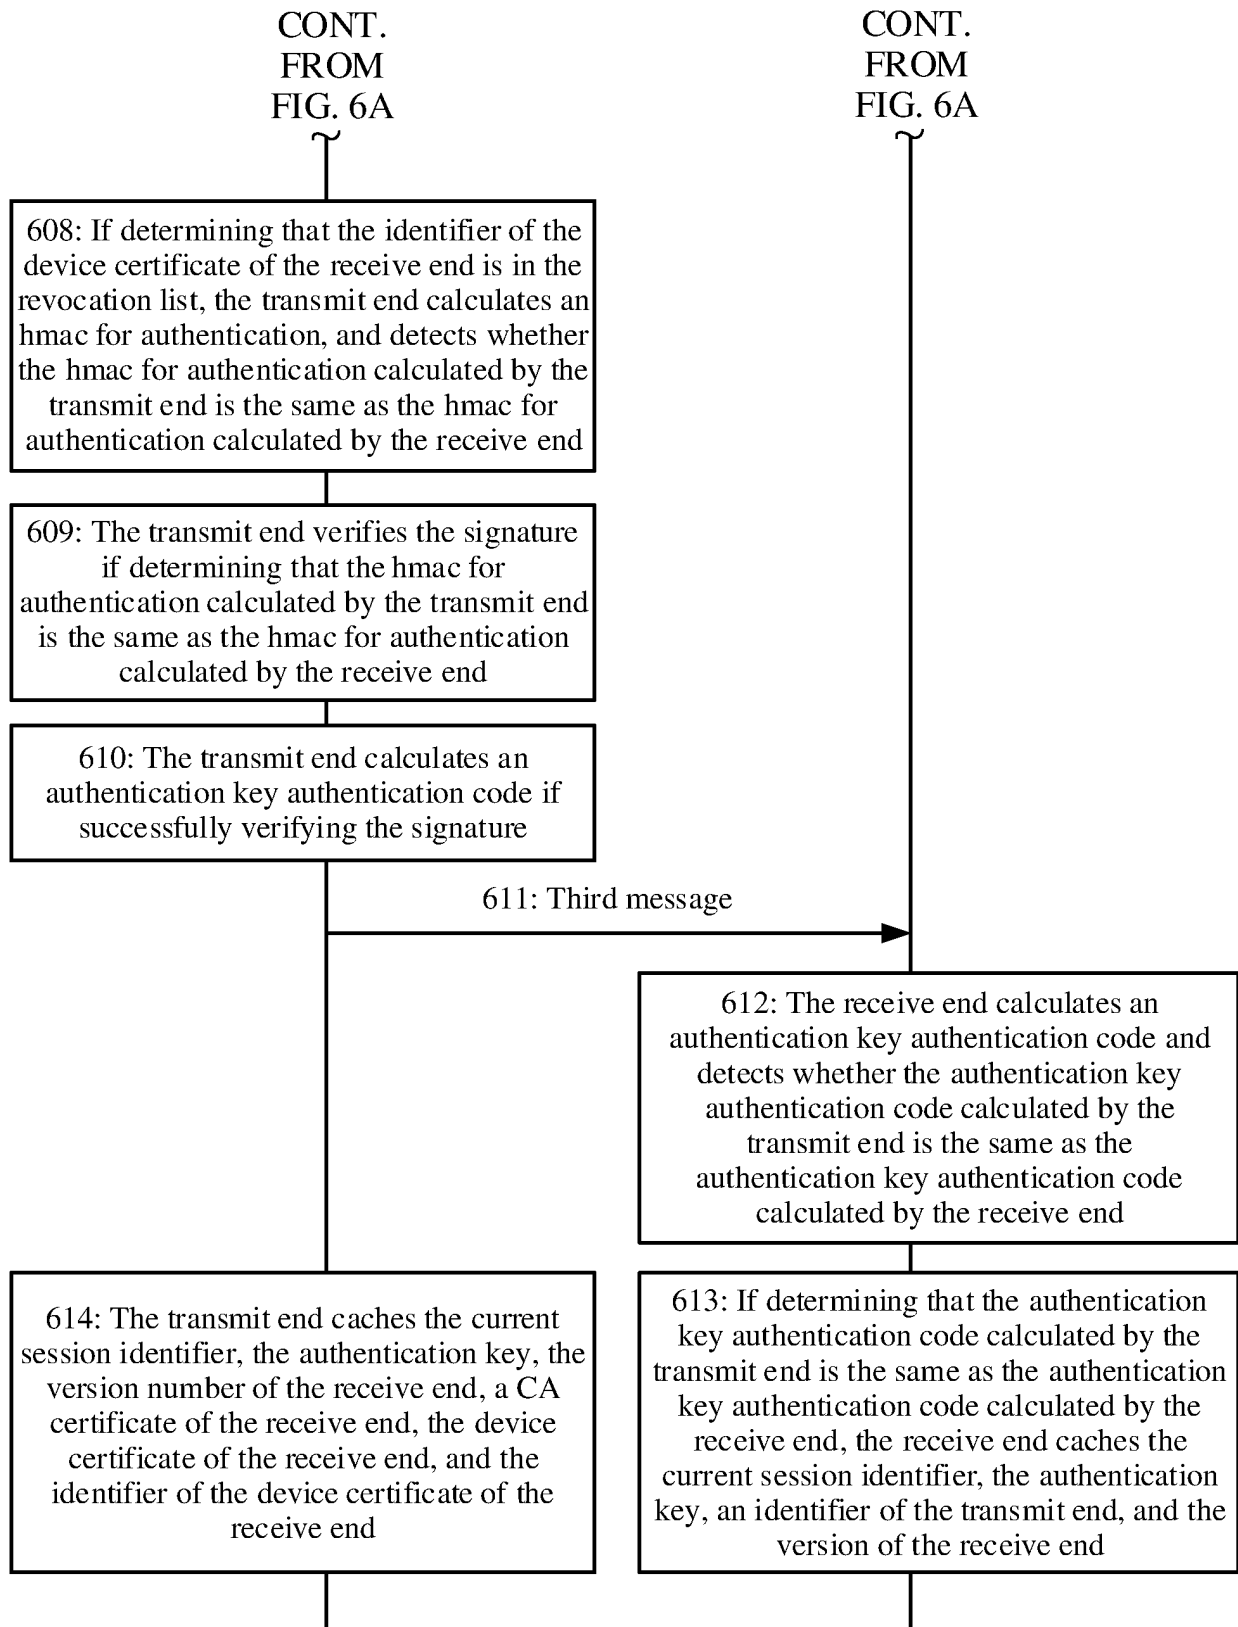 CONT.
FROM
FIG. 6A
CONT.
FROM
FIG. 6A
608: If determining that the identifier of the
device certificate of the receive end is in the
revocation list, the transmit end calculates an
hmac for authentication, and detects whether
the hmac for authentication calculated by the
transmit end is the same as the hmac for
authentication calculated by the receive end
609: The transmit end verifies the signature
if determining that the hmac for
authentication calculated by the transmit end
is the same as the hmac for authentication
calculated by the receive end
610: The transmit end calculates an
authentication key authentication code if
successfully verifying the signature
611: Third message
612: The receive end calculates an
authentication key authentication code and
detects whether the authentication key
authentication code calculated by the
transmit end is the same as the
authentication key authentication code
calculated by the receive end
614: The transmit end caches the current
session identifier, the authentication key, the
version number of the receive end, a CA
certificate of the receive end, the device
certificate of the receive end, and the
identifier of the device certificate of the
receive end
613: If determining that the authentication
key authentication code calculated by the
transmit end is the same as the authentication
key authentication code calculated by the
receive end, the receive end caches the
current session identifier, the authentication
key, an identifier of the transmit end, and the
version of the receive end